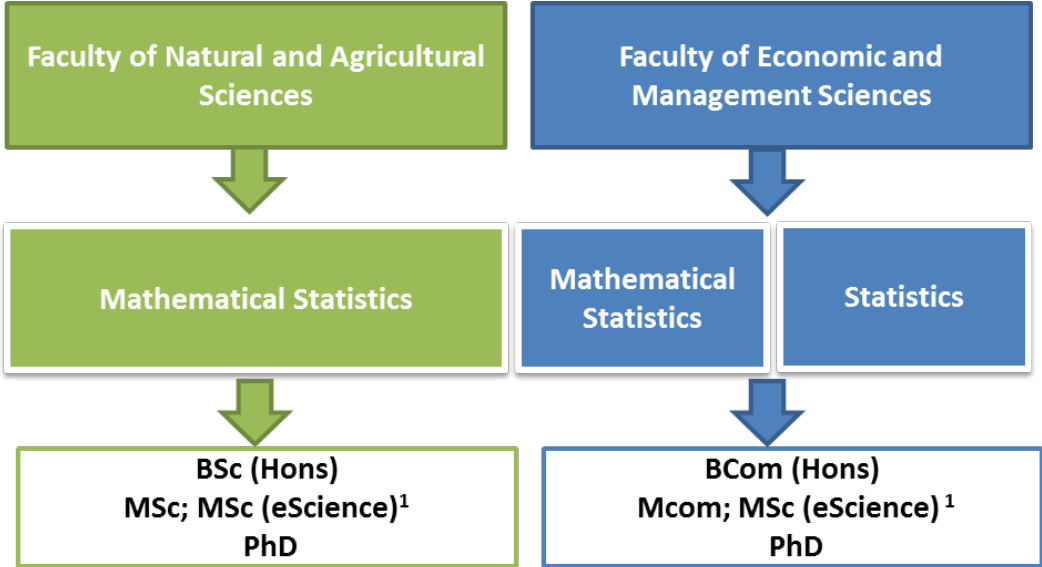 Faculty of Natural and Agricultural
Sciences
Faculty of Economic and
Management Sciences
Mathematical Statistics
Mathematical
Statistics
Statistics
BSc (Hons)
MSc; MSc (eScience)¹
PhD
BCom (Hons)
Mcom; MSc (eScience) ¹
PhD